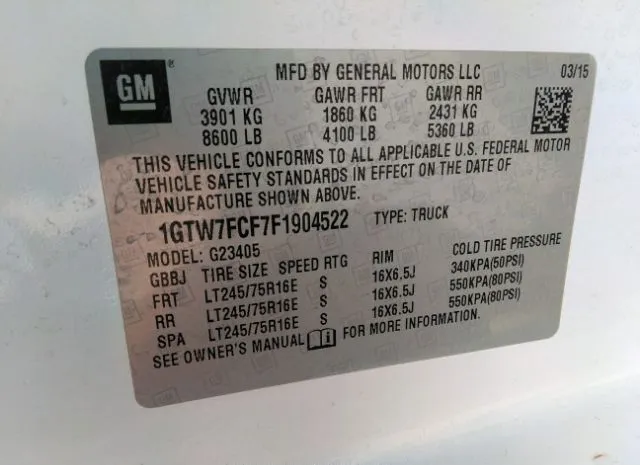 GM ® MFD BY GENERAL MOTORS LLC 03/15
GVWR GAWR FRT GAWR RR
3901 KG 1860 KG 2431 KG
8600 LB 4100 LB 5360 LB
THIS VEHICLE CONFORMS TO ALL APPLICABLE U.S. FEDERAL MOTOR
VEHICLE SAFETY STANDARDS IN EFFECT ON THE DATE OF
MANUFACTURE SHOWN ABOVE.
1GTW7FCF7F1904522 TYPE: TRUCK
MODEL: G23405
GBBJ TIRE SIZE SPEED RTG RIM COLD TIRE PRESSURE
FRT LT245/75R16E S 16X6.5J 340KPA(50PSI)
RR LT245/75R16E S 16X6.5J 550KPA(80PSI)
SPA LT245/75R16E S 16X6.5J 550KPA(80PSI)
SEE OWNER'S MANUAL FOR MORE INFORMATION.